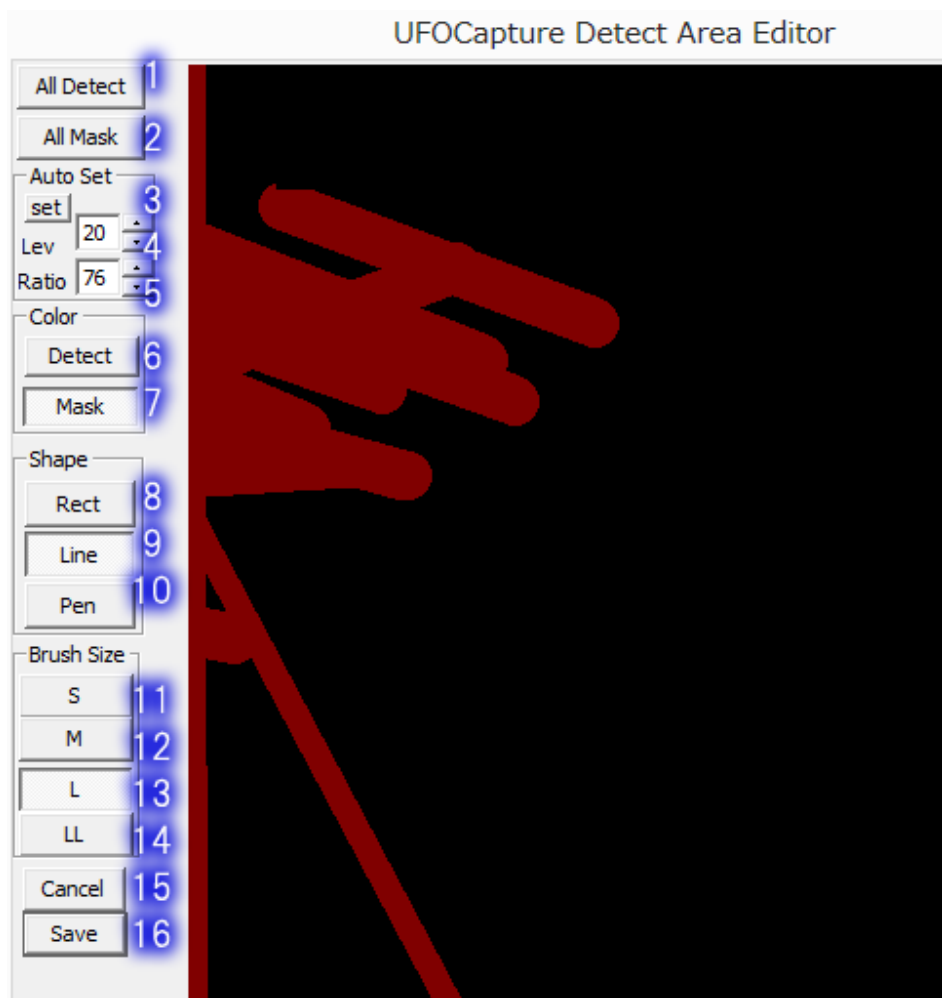 UFOCapture Detect Area Editor
All Detect 1
All Mask 2
Auto Set
set 3
Lev 20 4
Ratio 76 5
Color
Detect 6
Mask 7
Shape
Rect 8
Line 9
Pen 10
Brush Size
S 11
M 12
L 13
LL 14
Cancel 15
Save 16